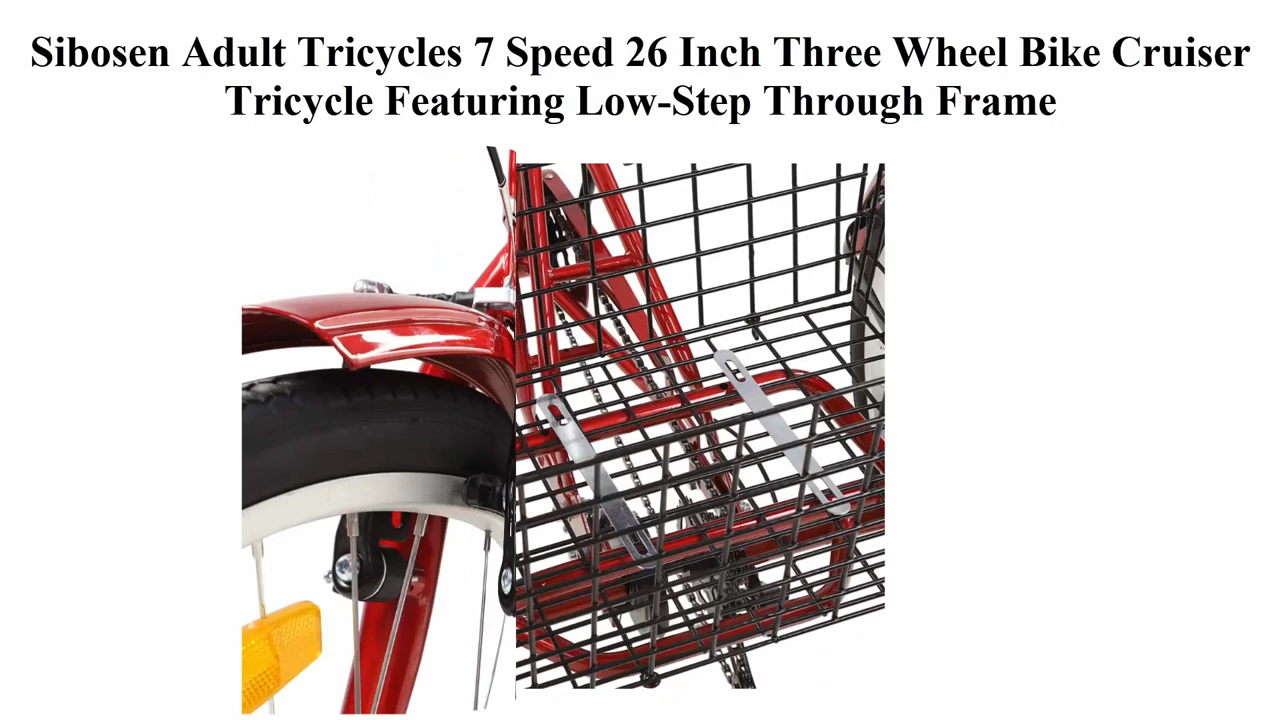 Sibosen Adult Tricycles 7 Speed 26 Inch Three Wheel Bike Cruiser
Tricycle Featuring Low-Step Through Frame